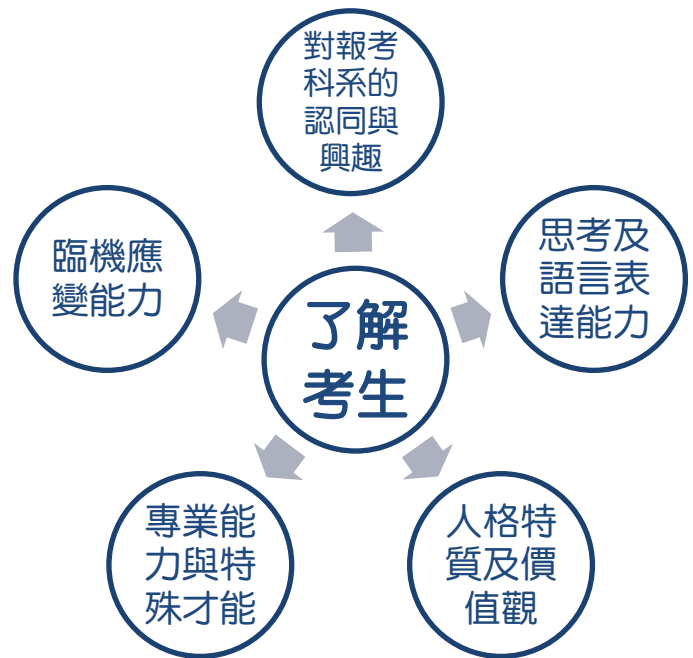 對報考
科系的
認同與
興趣
思考及
語言表
達能力
人格特
質及價
值觀
專業能
力與特
殊才能
臨機應
變能力
了解
考生